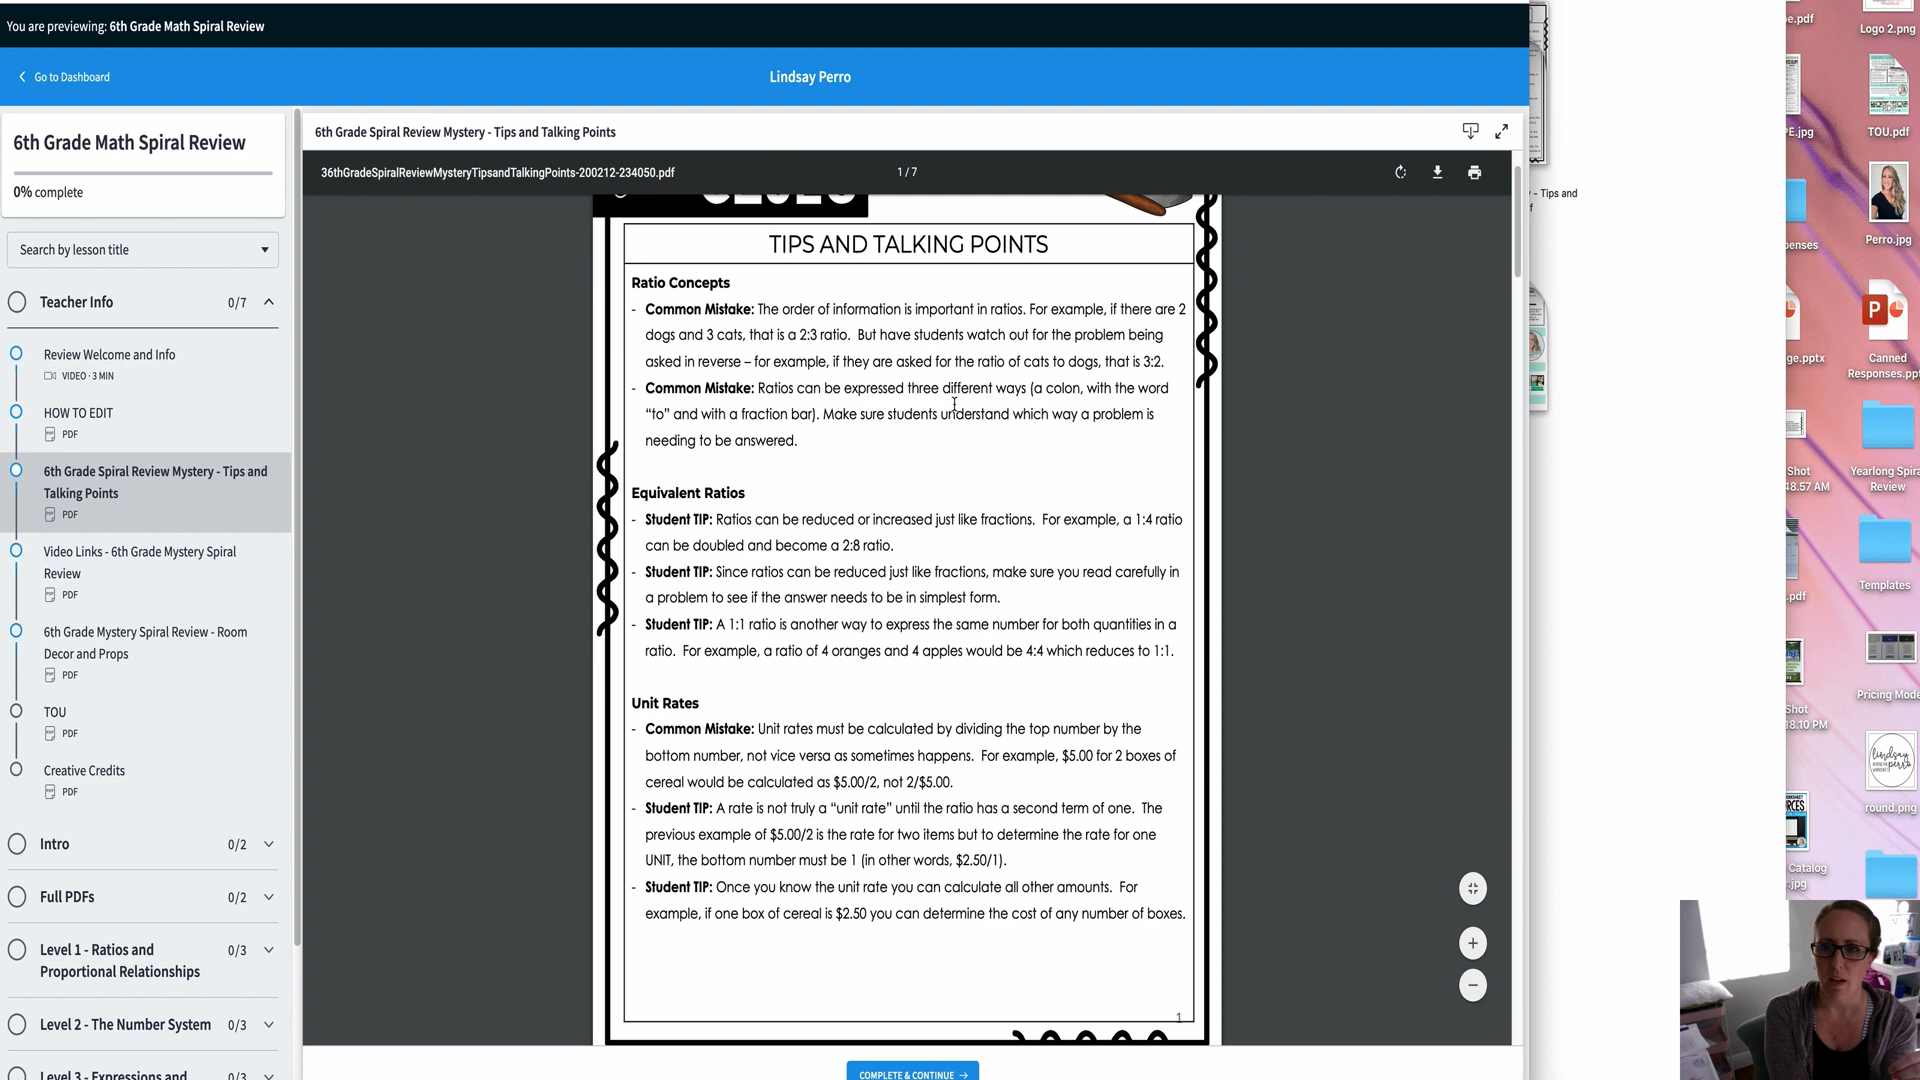 You are previewing: 6th Grade Math Spiral Review
Go to Dashboard
Lindsay Perro
6th Grade Math Spiral Review
0% complete
Search by lesson title
Teacher Info 0/7
Review Welcome and Info
VIDEO · 3 MIN
HOW TO EDIT
PDF
6th Grade Spiral Review Mystery - Tips and
Talking Points
PDF
Video Links - 6th Grade Mystery Spiral
Review
PDF
6th Grade Mystery Spiral Review - Room
Decor and Props
PDF
TOU
PDF
Creative Credits
PDF
Intro 0/2
Full PDFs 0/2
Level 1 - Ratios and
Proportional Relationships 0/3
Level 2 - The Number System 0/3
Level 3 - Expressions and 0/3
6th Grade Spiral Review Mystery - Tips and Talking Points
36thGradeSpiralReviewMysteryTipsandTalkingPoints-200212-234050.pdf
1 / 7
TIPS AND TALKING POINTS
Ratio Concepts
- Common Mistake: The order of information is important in ratios. For example, if there are 2
dogs and 3 cats, that is a 2:3 ratio. But have students watch out for the problem being
asked in reverse – for example, if they are asked for the ratio of cats to dogs, that is 3:2.
- Common Mistake: Ratios can be expressed three different ways (a colon, with the word
“to” and with a fraction bar). Make sure students understand which way a problem is
needing to be answered.
Equivalent Ratios
- Student TIP: Ratios can be reduced or increased just like fractions. For example, a 1:4 ratio
can be doubled and become a 2:8 ratio.
- Student TIP: Since ratios can be reduced just like fractions, make sure you read carefully in
a problem to see if the answer needs to be in simplest form.
- Student TIP: A 1:1 ratio is another way to express the same number for both quantities in a
ratio. For example, a ratio of 4 oranges and 4 apples would be 4:4 which reduces to 1:1.
Unit Rates
- Common Mistake: Unit rates must be calculated by dividing the top number by the
bottom number, not vice versa as sometimes happens. For example, $5.00 for 2 boxes of
cereal would be calculated as $5.00/2, not 2/$5.00.
- Student TIP: A rate is not truly a “unit rate” until the ratio has a second term of one. The
previous example of $5.00/2 is the rate for two items but to determine the rate for one
UNIT, the bottom number must be 1 (in other words, $2.50/1).
- Student TIP: Once you know the unit rate you can calculate all other amounts. For
example, if one box of cereal is $2.50 you can determine the cost of any number of boxes.
1
COMPLETE & CONTINUE →
- Tips and
e.pdf
Logo 2.png
PE.jpg
TOU.pdf
penses
Perro.jpg
ge.pptx
Canned
Responses.ppt
Shot
48.57 AM
Yearlong Spira
Review
.pdf
Templates
Shot
18.10 PM
Pricing Mode
lindsay
perro
round.png
Catalog
.jpg